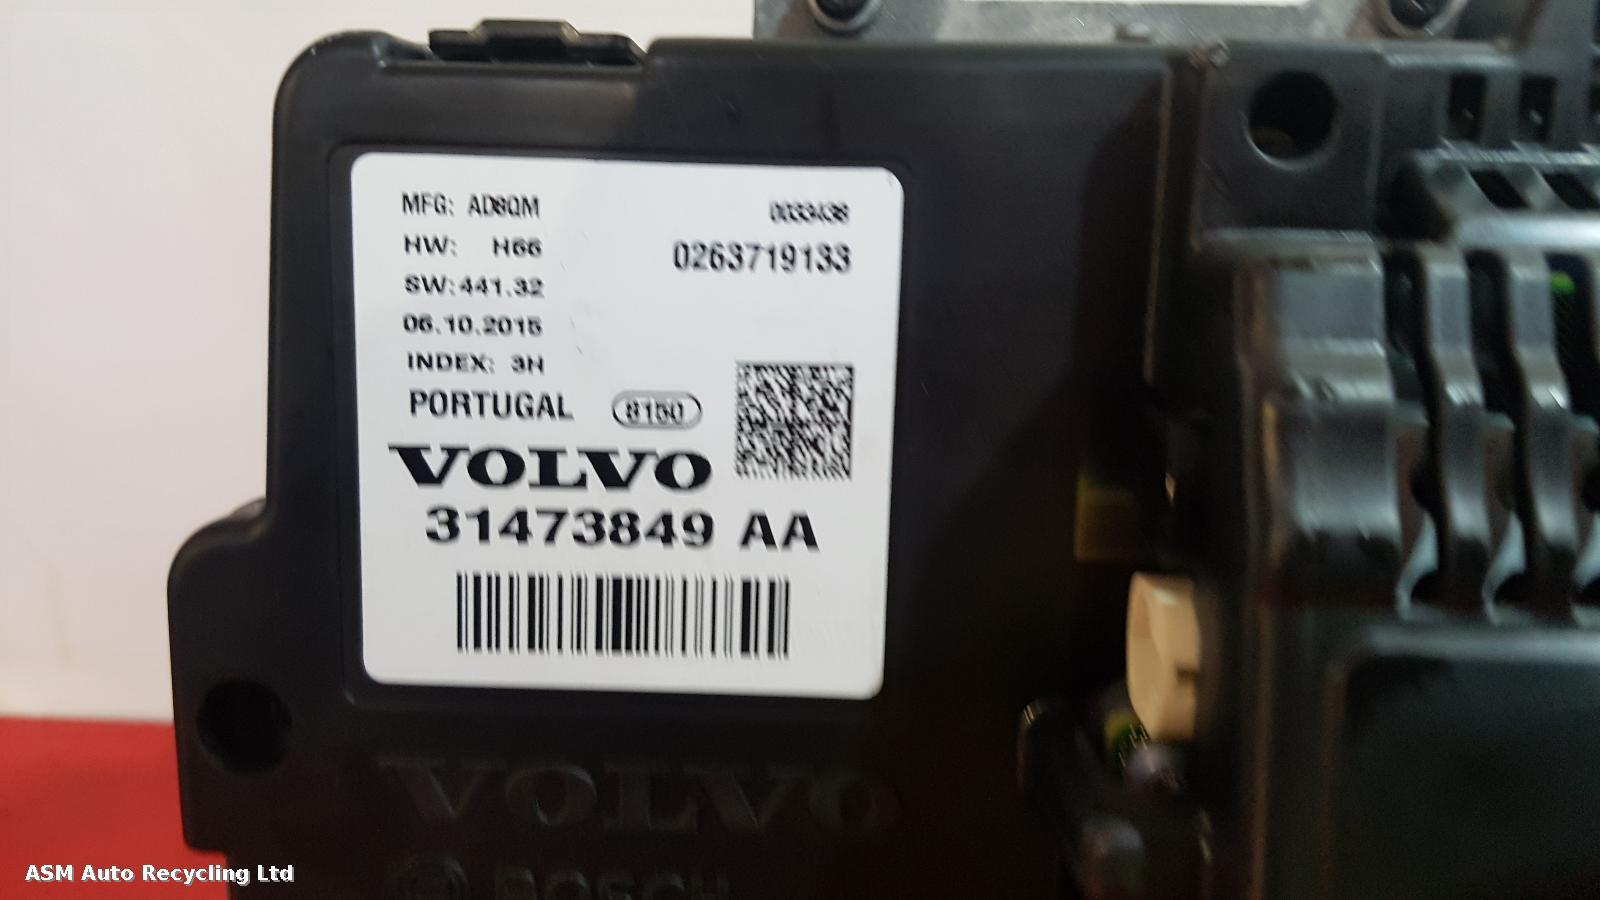 MFG: AD8QM
0033438
HW: H66
0263719133
SW:441.32
06.10.2015
INDEX: 3H
PORTUGAL
8150
VOLVO
31473849 AA
VOLVO
BOSCH
ASM Auto Recycling Ltd